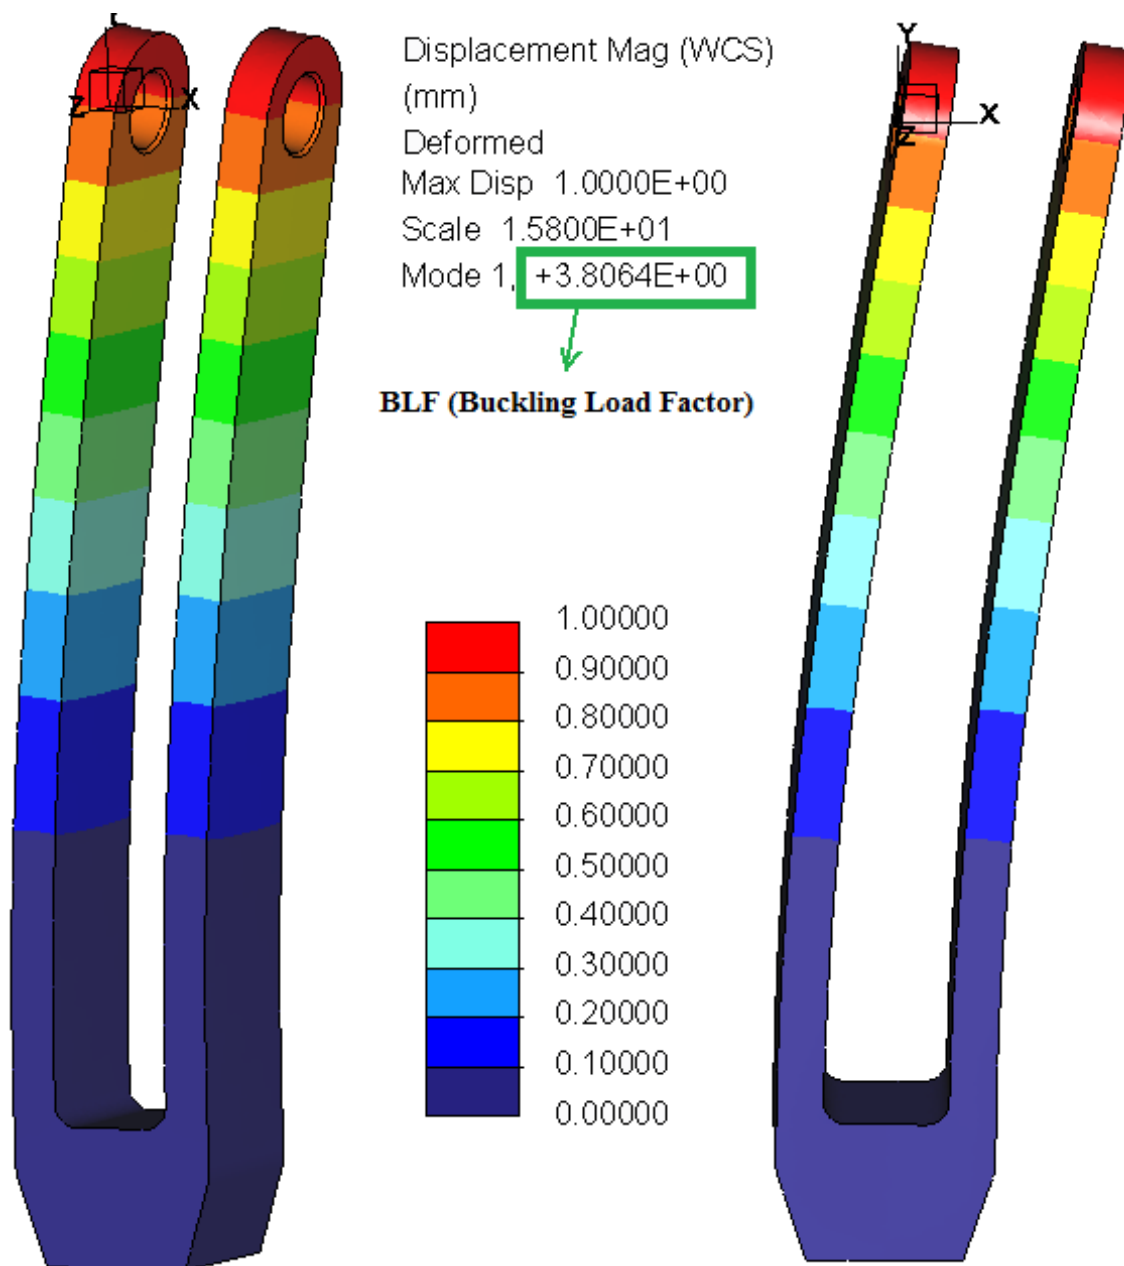 Displacement Mag (WCS)
(mm)
Deformed
Max Disp 1.0000E+00
Scale 1.5800E+01
Mode 1, +3.8064E+00
BLF (Buckling Load Factor)
Z X
Y
X
Z
1.00000
0.90000
0.80000
0.70000
0.60000
0.50000
0.40000
0.30000
0.20000
0.10000
0.00000